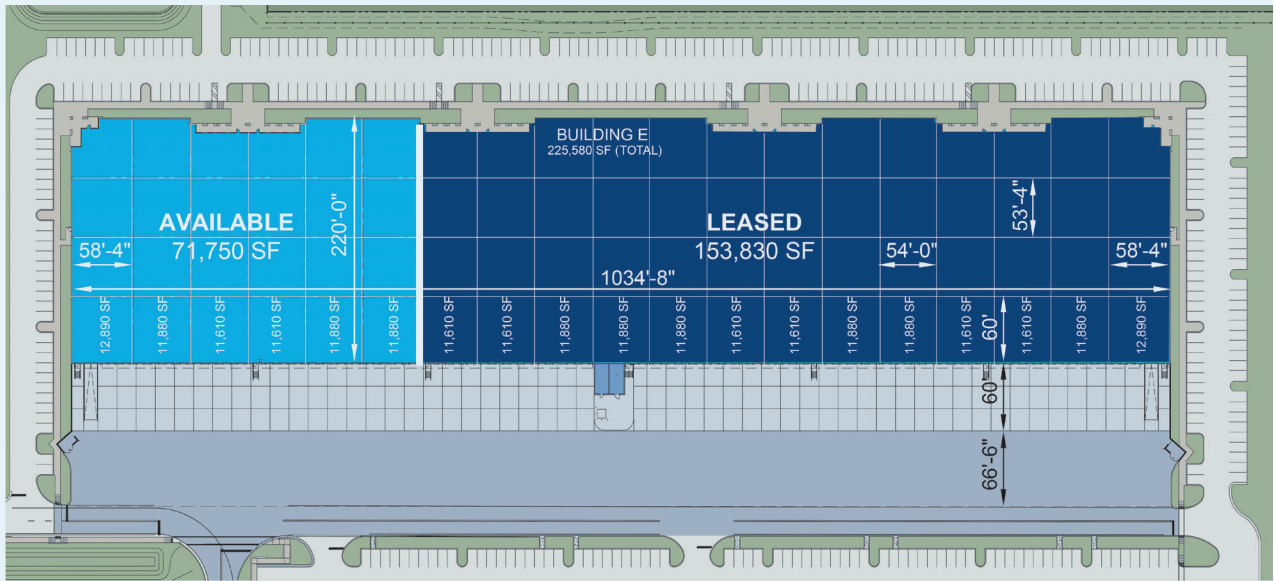 BUILDING E
225,580 SF (TOTAL)
AVAILABLE
71,750 SF
LEASED
153,830 SF
220'-0"
53'-4"
58'-4"
54'-0"
58'-4"
1034'-8"
12,890 SF
11,880 SF
11,610 SF
11,610 SF
11,880 SF
11,880 SF
11,610 SF
11,610 SF
11,880 SF
11,880 SF
11,880 SF
11,610 SF
11,610 SF
11,880 SF
11,880 SF
11,610 SF
11,610 SF
11,880 SF
12,890 SF
60'
60'
66'-6"